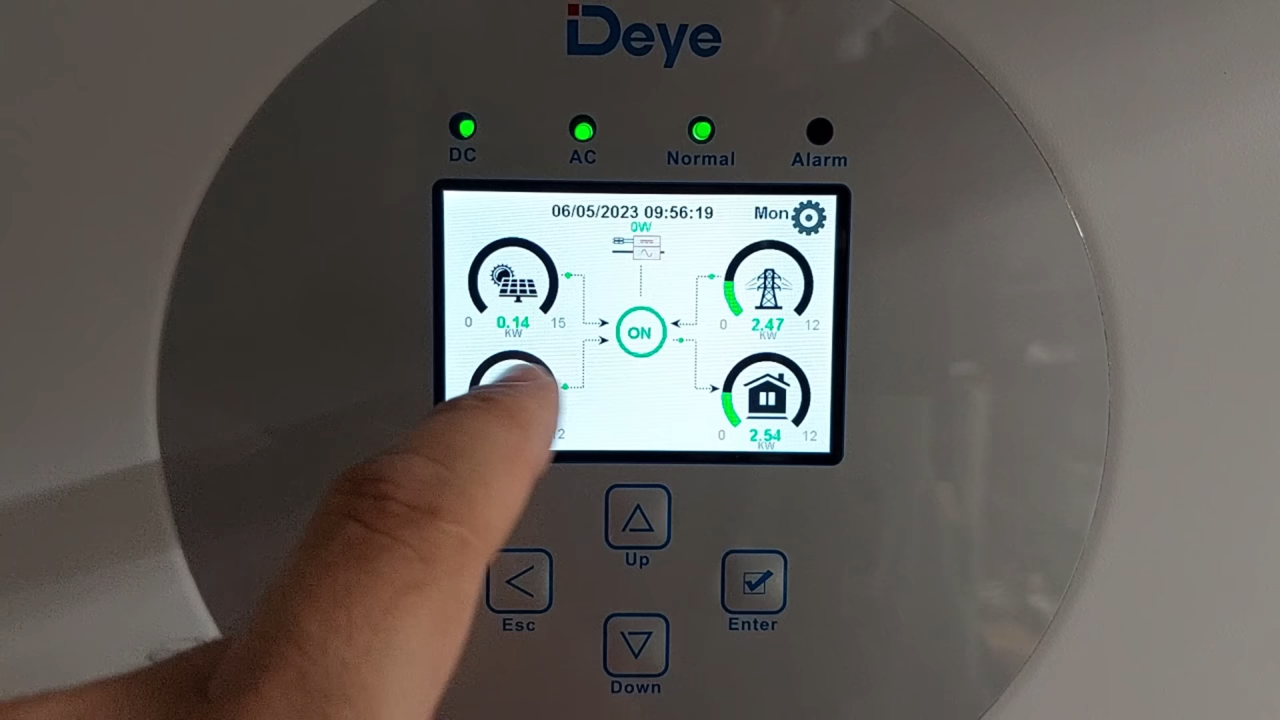 Deye
DC AC Normal Alarm
06/05/2023 09:56:19 Mon
0W
0 0.14 15
KW
0 2.47 12
KW
ON
2
0 2.54 12
KW
Up
Esc
Enter
Down